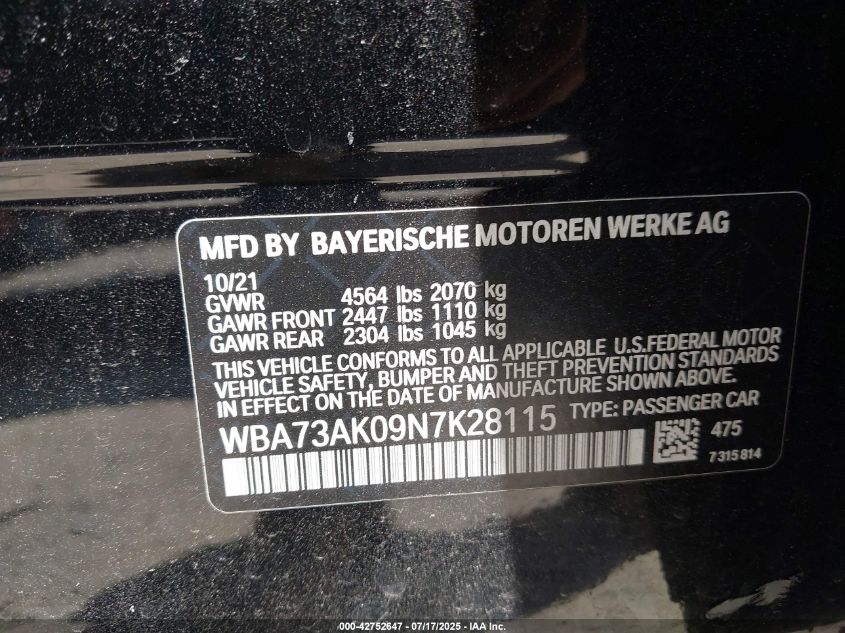 MFD BY BAYERISCHE MOTOREN WERKE AG
10/21
GVWR 4564 lbs 2070 kg
GAWR FRONT 2447 lbs 1110 kg
GAWR REAR 2304 lbs 1045 kg
THIS VEHICLE CONFORMS TO ALL APPLICABLE U.S.FEDERAL MOTOR
VEHICLE SAFETY, BUMPER AND THEFT PREVENTION STANDARDS
IN EFFECT ON THE DATE OF MANUFACTURE SHOWN ABOVE.
WBA73AK09N7K28115 TYPE: PASSENGER CAR
475
7315814
000-42752647 - 07/17/2025 - IAA Inc.